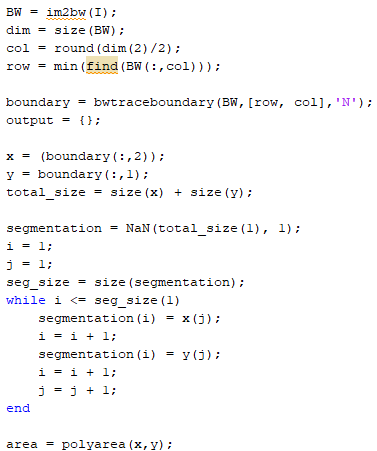 BW = im2bw(I);
dim = size(BW);
col = round(dim(2)/2);
row = min(find(BW(:,col)));
boundary = bwtraceboundary(BW,[row, col],'N');
output = {};
x = (boundary(:,2));
y = boundary(:,1);
total_size = size(x) + size(y);
segmentation = NaN(total_size(1), 1);
i = 1;
j = 1;
seg_size = size(segmentation);
while i <= seg_size(1)
    segmentation(i) = x(j);
    i = i + 1;
    segmentation(i) = y(j);
    i = i + 1;
    j = j + 1;
end
area = polyarea(x,y);